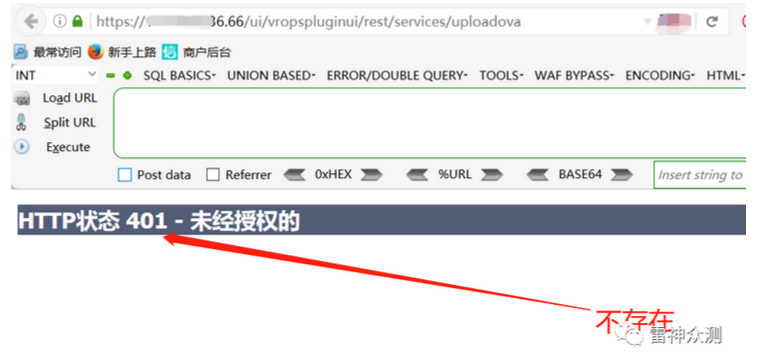 https:// 36.66/ui/vropspluginui/rest/services/uploadova
最常访问 新手上路 商户后台
INT SQL BASICS UNION BASED ERROR/DOUBLE QUERY TOOLS WAF BYPASS ENCODING HTML
Load URL
Split URL
Execute
Post data Referrer 0xHEX %URL BASE64 Insert string to
HTTP状态 401 - 未经授权的
不存在
雷神众测